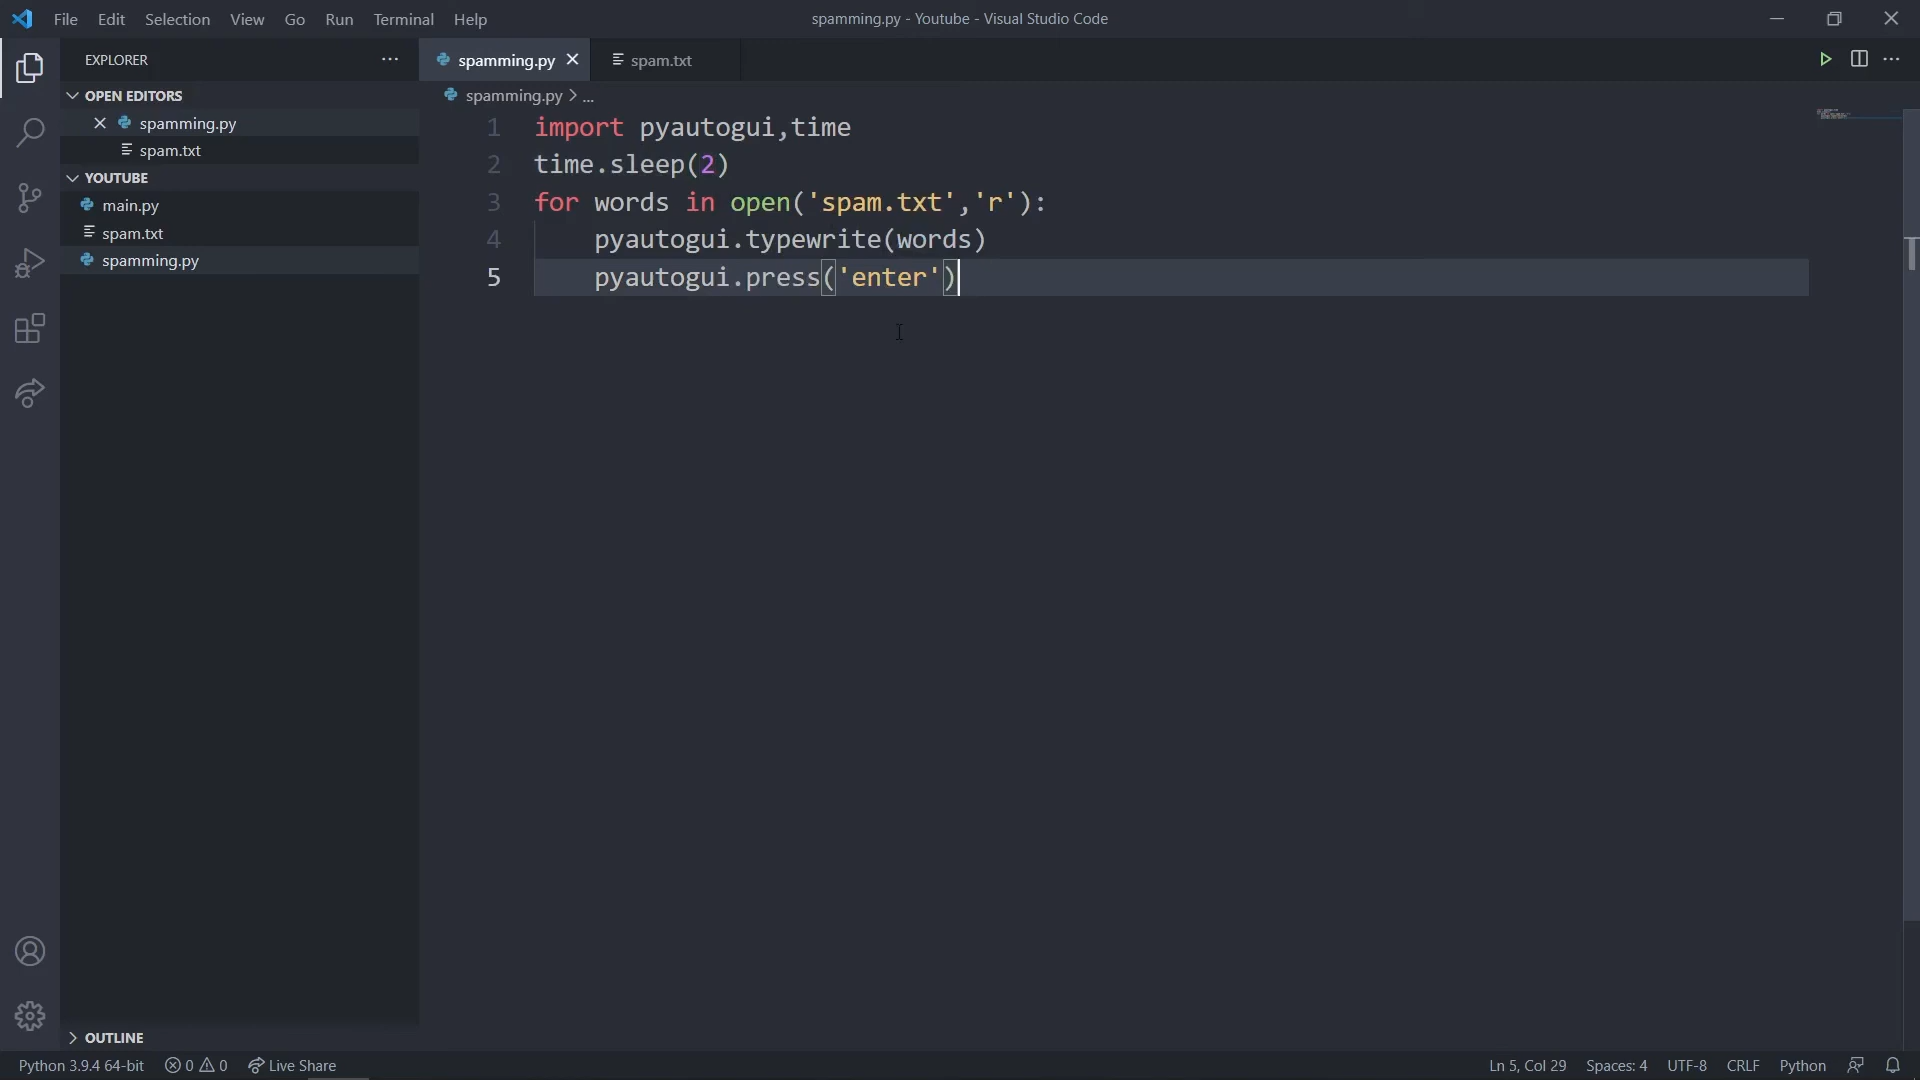 File Edit Selection View Go Run Terminal Help
spamming.py - Youtube - Visual Studio Code
EXPLORER
OPEN EDITORS
spamming.py
spam.txt
YOUTUBE
main.py
spam.txt
spamming.py
OUTLINE
spamming.py
spam.txt
spamming.py > ...
1 import pyautogui,time
2 time.sleep(2)
3 for words in open('spam.txt','r'):
4 pyautogui.typewrite(words)
5 pyautogui.press('enter')
Python 3.9.4 64-bit 0 0 Live Share
Ln 5, Col 29 Spaces: 4 UTF-8 CRLF Python